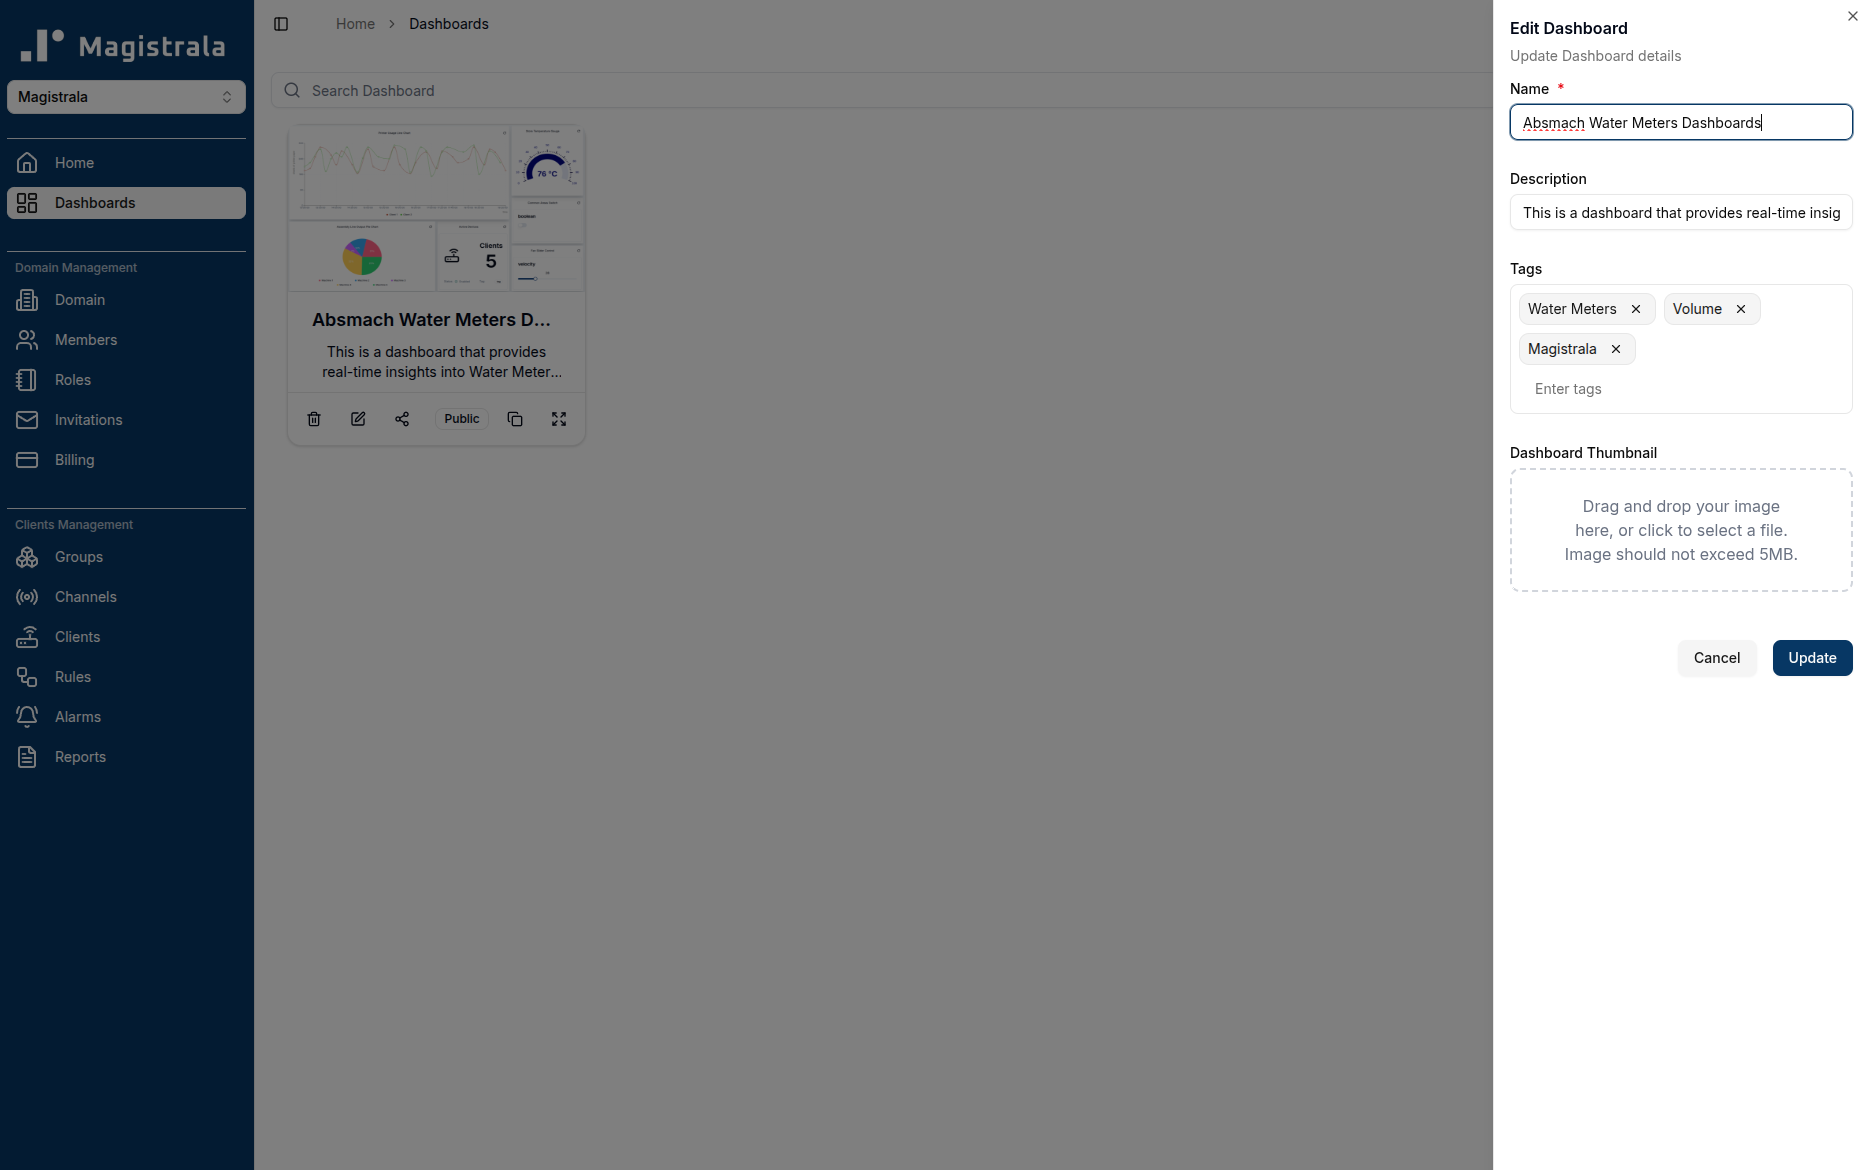 Magistrala
Magistrala
Home
Dashboards
Domain Management
Domain
Members
Roles
Invitations
Billing
Clients Management
Groups
Channels
Clients
Rules
Alarms
Reports
Home > Dashboards
Search Dashboard
76 °C
boolean
Clients
5
velocity
Absmach Water Meters D...
This is a dashboard that provides
real-time insights into Water Meter...
Public
Edit Dashboard
Update Dashboard details
Name *
Absmach Water Meters Dashboards
Description
This is a dashboard that provides real-time insig
Tags
Water Meters
Volume
Magistrala
Enter tags
Dashboard Thumbnail
Drag and drop your image
here, or click to select a file.
Image should not exceed 5MB.
Cancel
Update